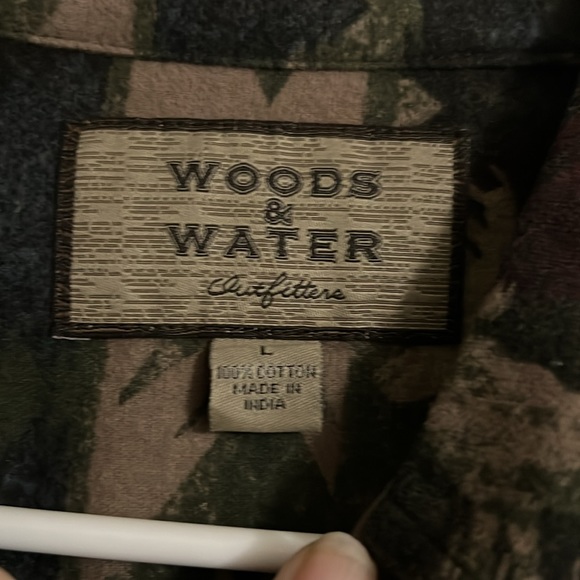 WOODS
&
WATER
Outfitters
L
100% COTTON
MADE IN
INDIA